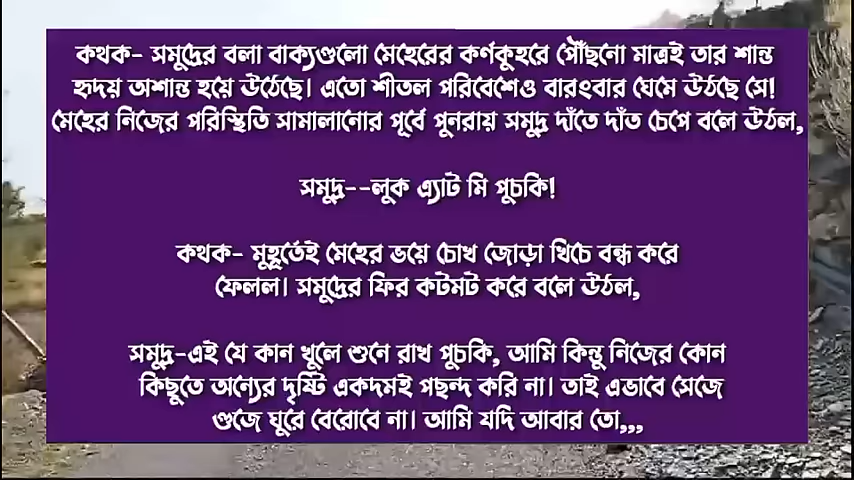 কথক- সমুদ্রের বলা বাক্যগুলো মেহেরের কর্ণকুহরে পৌঁছনো মাত্রই তার শান্ত
হৃদয় অশান্ত হয়ে উঠেছে। এতো শীতল পরিবেশেও বারংবার ঘেমে উঠছে সে!
মেহের নিজের পরিস্থিতি সামালানোর পূর্বে পুনরায় সমুদ্র দাঁতে দাঁত চেপে বলে উঠল,
সমুদ্র--লুক এ্যাট মি পুচকি!
কথক- মুহূর্তেই মেহের ভয়ে চোখ জোড়া খিচে বন্ধ করে
ফেলল। সমুদ্রের ফির কটমট করে বলে উঠল,
সমুদ্র-এই যে কান খুলে শুনে রাখ পুচকি, আমি কিন্তু নিজের কোন
কিছুতে অন্যের দৃষ্টি একদমই পছন্দ করি না। তাই এভাবে সেজে
গুজে ঘুরে বেরোবে না। আমি যদি আবার তো,,,